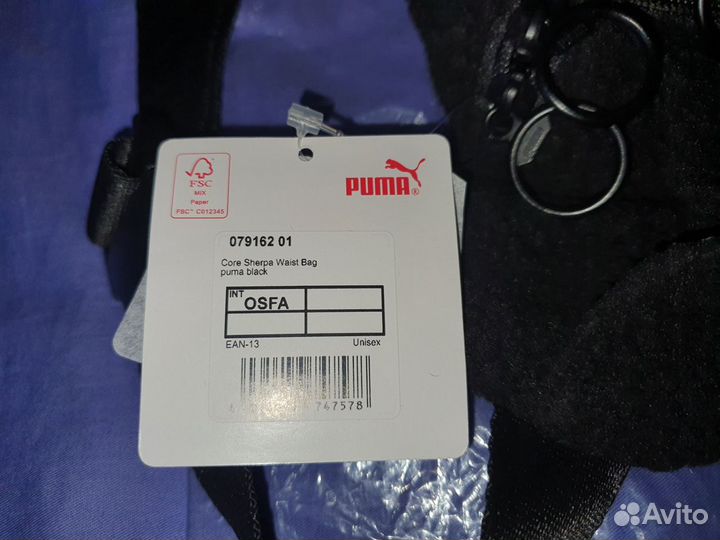 FSC
MIX
Paper
FSC™ C012345
PUMA®
079162 01
Core Sherpa Waist Bag
puma black
INT
OSFA
EAN-13 Unisex
747578
Avito